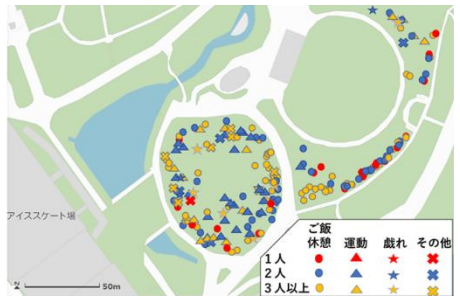 アイススケート場
ご飯
休憩 運動 戯れ その他
1人
2人
3人以上
50m